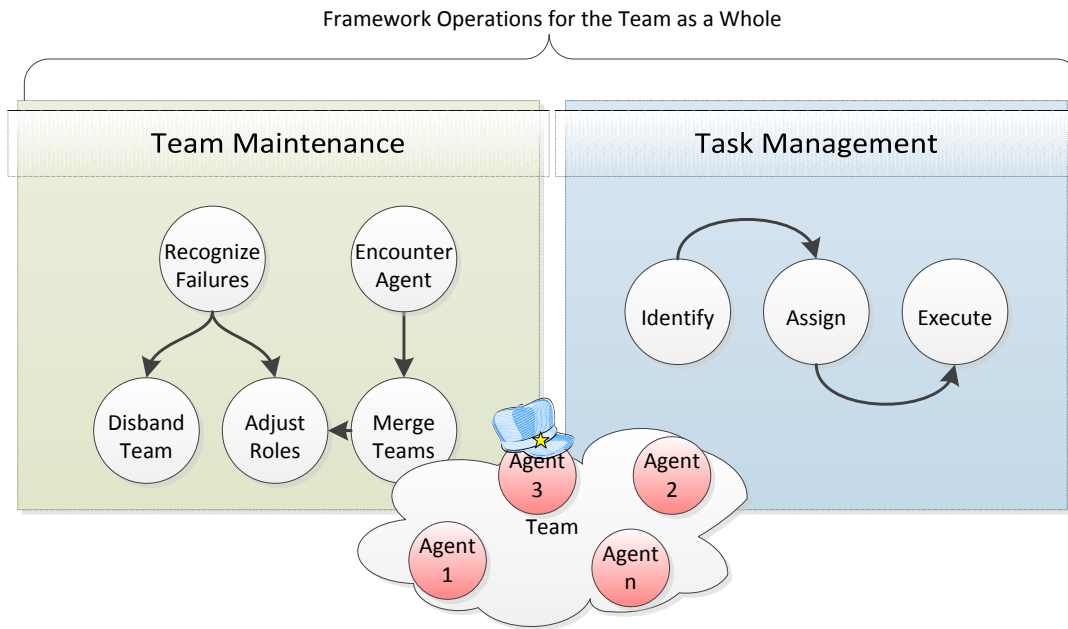 Framework Operations for the Team as a Whole
Team Maintenance
Task Management
Recognize
Failures
Encounter
Agent
Identify
Assign
Execute
Disband
Team
Adjust
Roles
Merge
Teams
Agent
3
Agent
2
Team
Agent
1
Agent
n